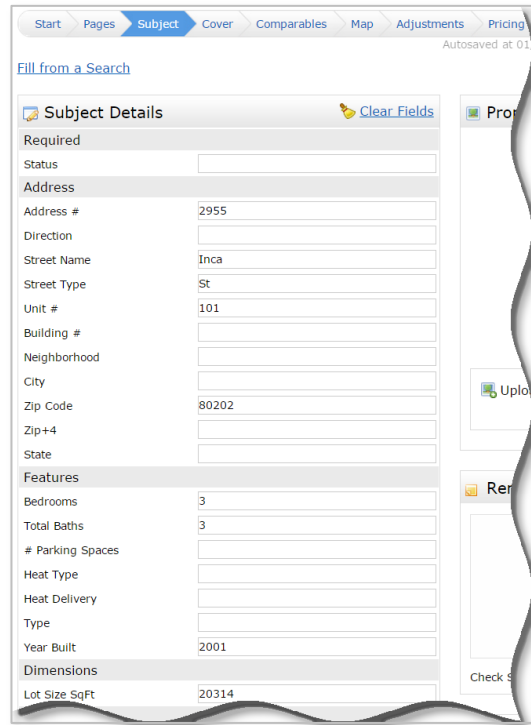 Start Pages Subject Cover Comparables Map Adjustments Pricing
Autosaved at 01
Fill from a Search
Subject Details Clear Fields
Required
Status
Address
Address # 2955
Direction
Street Name Inca
Street Type St
Unit # 101
Building #
Neighborhood
City
Zip Code 80202
Zip+4
State
Features
Bedrooms 3
Total Baths 3
# Parking Spaces
Heat Type
Heat Delivery
Type
Year Built 2001
Dimensions
Lot Size SqFt 20314
Check